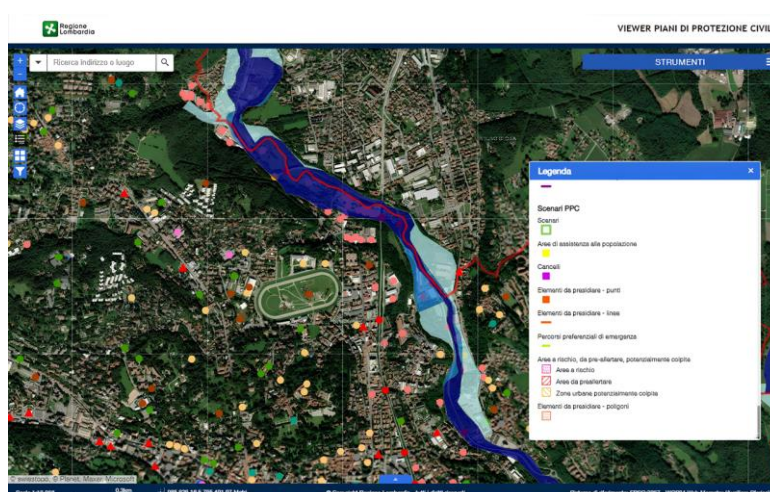 Regione
Lombardia
VIEWER PIANI DI PROTEZIONE CIVIL
+
−
Ricerca indirizzo o luogo
STRUMENTI
Legenda
×
Scenari PPC
Scenari
Aree di assistenza alla popolazione
Cancelli
Elementi da presidiare - punti
Elementi da presidiare - linee
Percorsi preferenziali di emergenza
Aree a rischio, da pre-allertare, potenzialmente colpite
Aree a rischio
Aree da preallertare
Zone urbane potenzialmente colpite
Elementi da presidiare - poligoni
© swisstopo, © Planet, Maxar, Microsoft